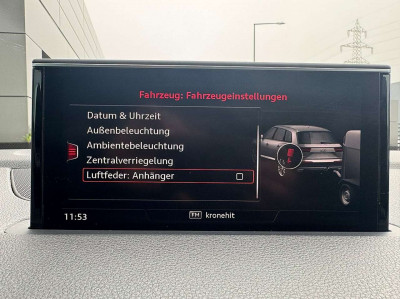 Fahrzeug: Fahrzeugeinstellungen
Datum & Uhrzeit
Außenbeleuchtung
Ambientebeleuchtung
Zentralverriegelung
Luftfeder: Anhänger
11:53
FM kronehit